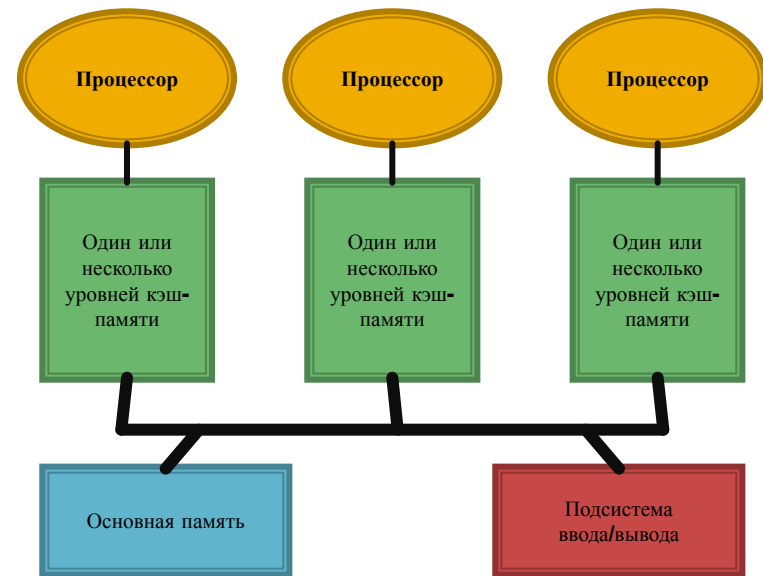 Процессор
Процессор
Процессор
Один или
несколько
уровней кэш-
памяти
Один или
несколько
уровней кэш-
памяти
Один или
несколько
уровней кэш-
памяти
Основная память
Подсистема
ввода/вывода